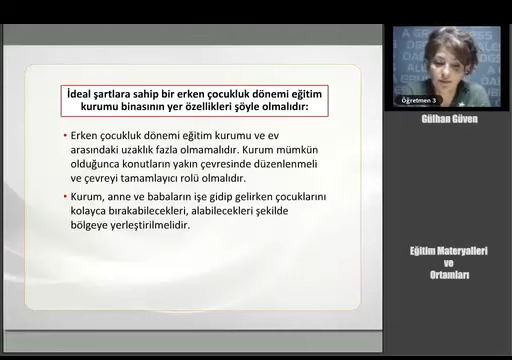 İdeal şartlara sahip bir erken çocukluk dönemi eğitim
kurumu binasının yer özellikleri şöyle olmalıdır:
• Erken çocukluk dönemi eğitim kurumu ve ev
arasındaki uzaklık fazla olmamalıdır. Kurum mümkün
olduğunca konutların yakın çevresinde düzenlenmeli
ve çevreyi tamamlayıcı rolü olmalıdır.
• Kurum, anne ve babaların işe gidip gelirken çocuklarını
kolayca bırakabilecekleri, alabilecekleri şekilde
bölgeye yerleştirilmelidir.
Öğretmen 3
Gülhan Güven
Eğitim Materyalleri
ve
Ortamları